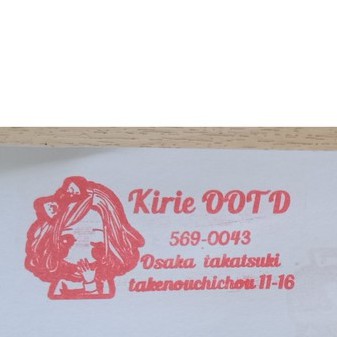 Kirie OOTD
569-0043
Osaka takatsuki
takenouchichou 11-16